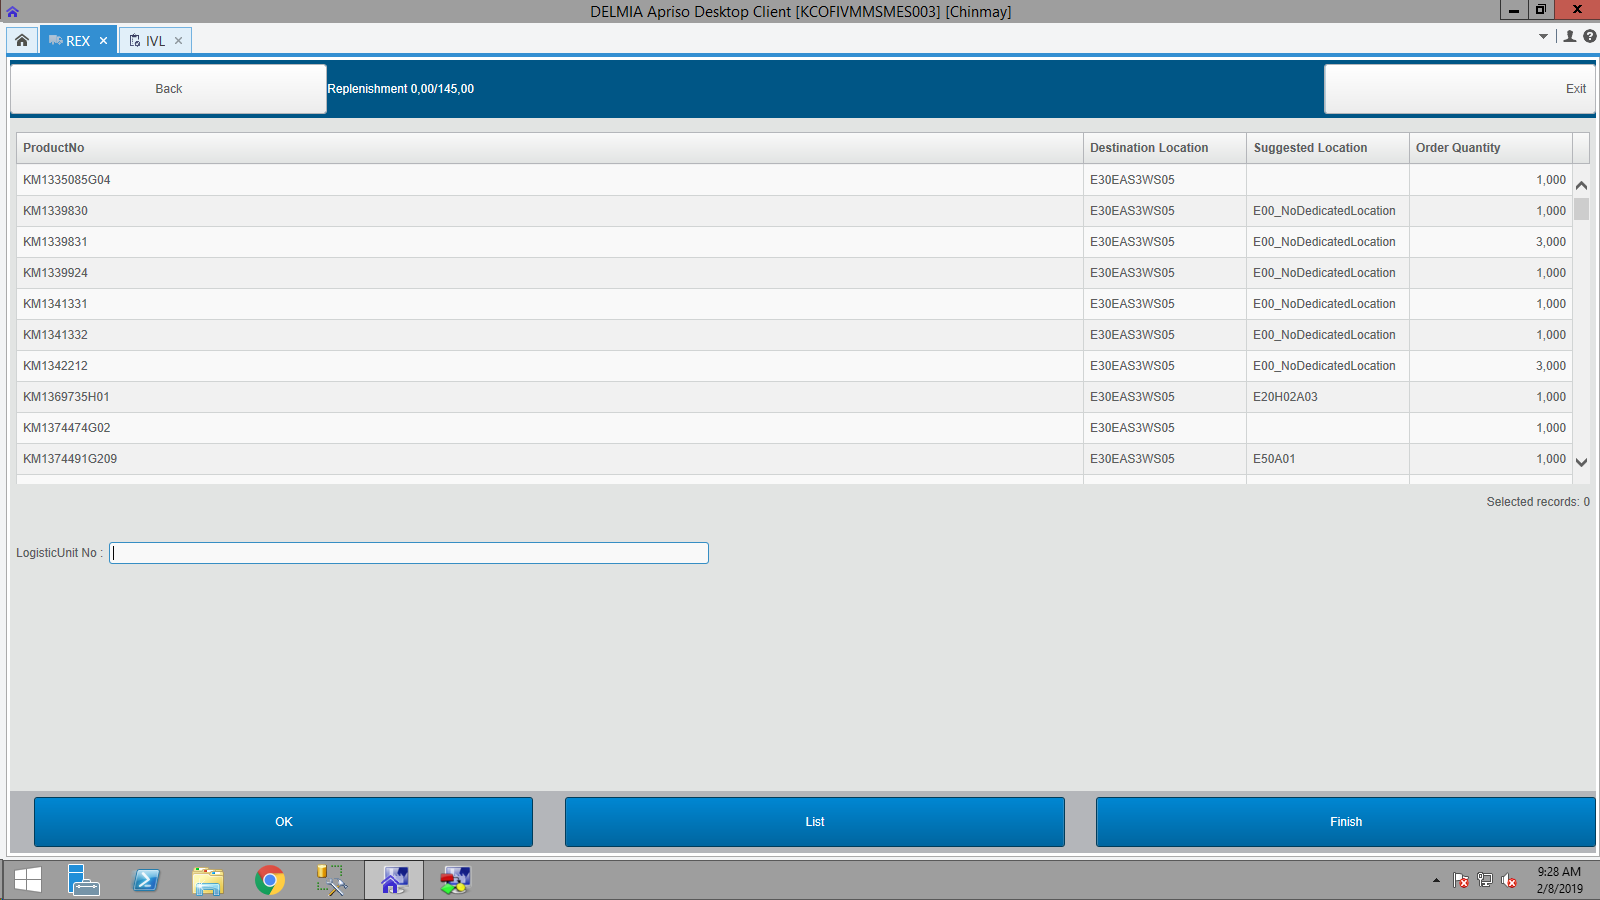 DELMIA Apriso Desktop Client [KCOFIVMMSMES003] [Chinmay]
REX IVL
Back Replenishment 0,00/145,00 Exit
ProductNo Destination Location Suggested Location Order Quantity
KM1335085G04 E30EAS3WS05 1,000
KM1339830 E30EAS3WS05 E00_NoDedicatedLocation 1,000
KM1339831 E30EAS3WS05 E00_NoDedicatedLocation 3,000
KM1339924 E30EAS3WS05 E00_NoDedicatedLocation 1,000
KM1341331 E30EAS3WS05 E00_NoDedicatedLocation 1,000
KM1341332 E30EAS3WS05 E00_NoDedicatedLocation 1,000
KM1342212 E30EAS3WS05 E00_NoDedicatedLocation 3,000
KM1369735H01 E30EAS3WS05 E20H02A03 1,000
KM1374474G02 E30EAS3WS05 1,000
KM1374491G209 E30EAS3WS05 E50A01 1,000
Selected records: 0
LogisticUnit No :
OK List Finish
9:28 AM
2/8/2019